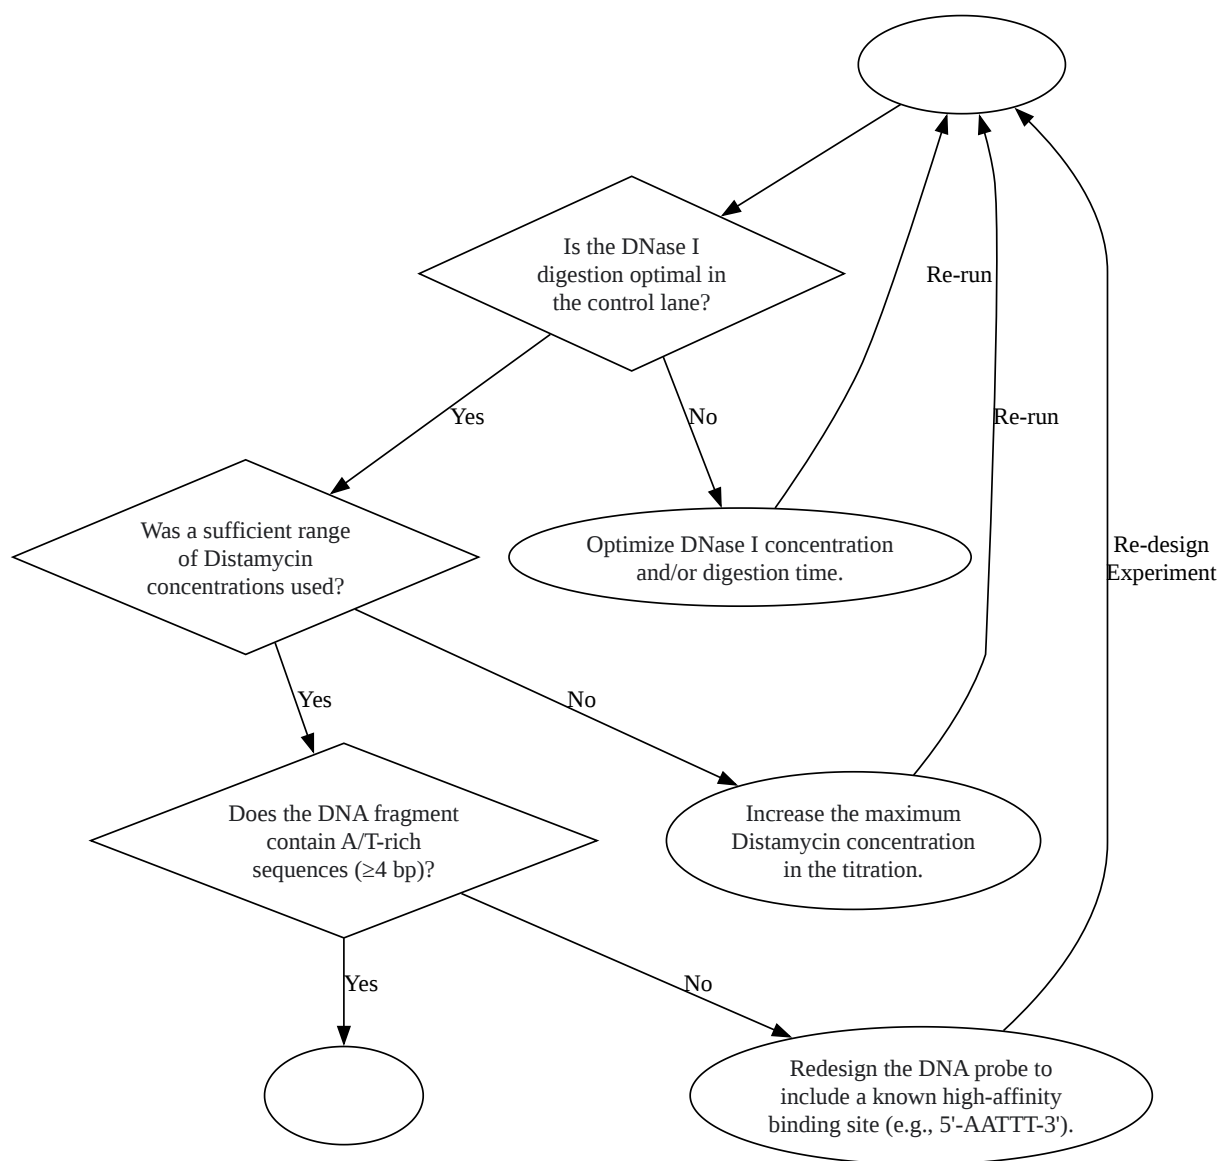 Is the DNase I
digestion optimal in
the control lane?
Re-run
Yes
No
Re-run
Was a sufficient range
of Distamycin
concentrations used?
Optimize DNase I concentration
and/or digestion time.
Re-design
Experiment
Yes
No
Does the DNA fragment
contain A/T-rich
sequences (≥4 bp)?
Increase the maximum
Distamycin concentration
in the titration.
Yes
No
Redesign the DNA probe to
include a known high-affinity
binding site (e.g., 5'-AATTT-3').